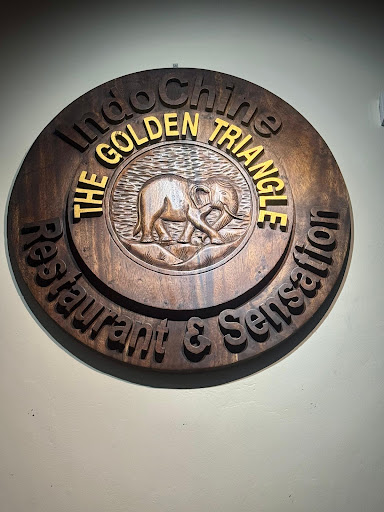 IndoChine
THE GOLDEN TRIANGLE
Restaurant & Sensation